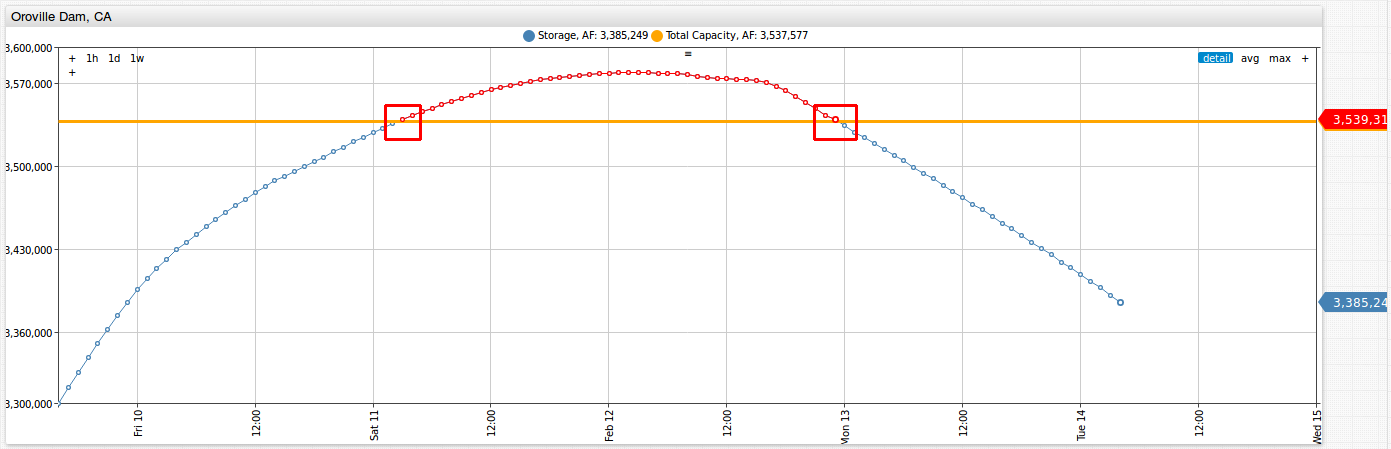 Oroville Dam, CA
Storage, AF: 3,385,249 Total Capacity, AF: 3,537,577
+ 1h 1d 1w
+
detail avg max +
3,600,000
3,570,000
3,539,31
3,500,000
3,430,000
3,385,24
3,360,000
3,300,000
Fri 10 12:00 Sat 11 12:00 Feb 12 12:00 Mon 13 12:00 Tue 14 12:00 Wed 15